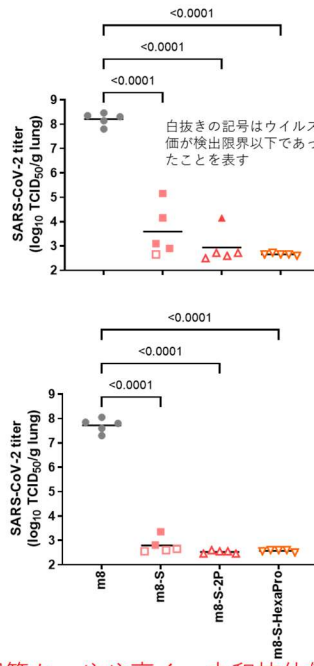 <0.0001
<0.0001
<0.0001
9
8
7
6
5
4
3
2
SARS-CoV-2 titer
(log10 TCID50/g lung)
白抜きの記号はウイルス
価が検出限界以下であっ
たことを表す
<0.0001
<0.0001
<0.0001
9
8
7
6
5
4
3
2
SARS-CoV-2 titer
(log10 TCID50/g lung)
m8
m8-S
m8-S-2P
m8-S-HexaPro